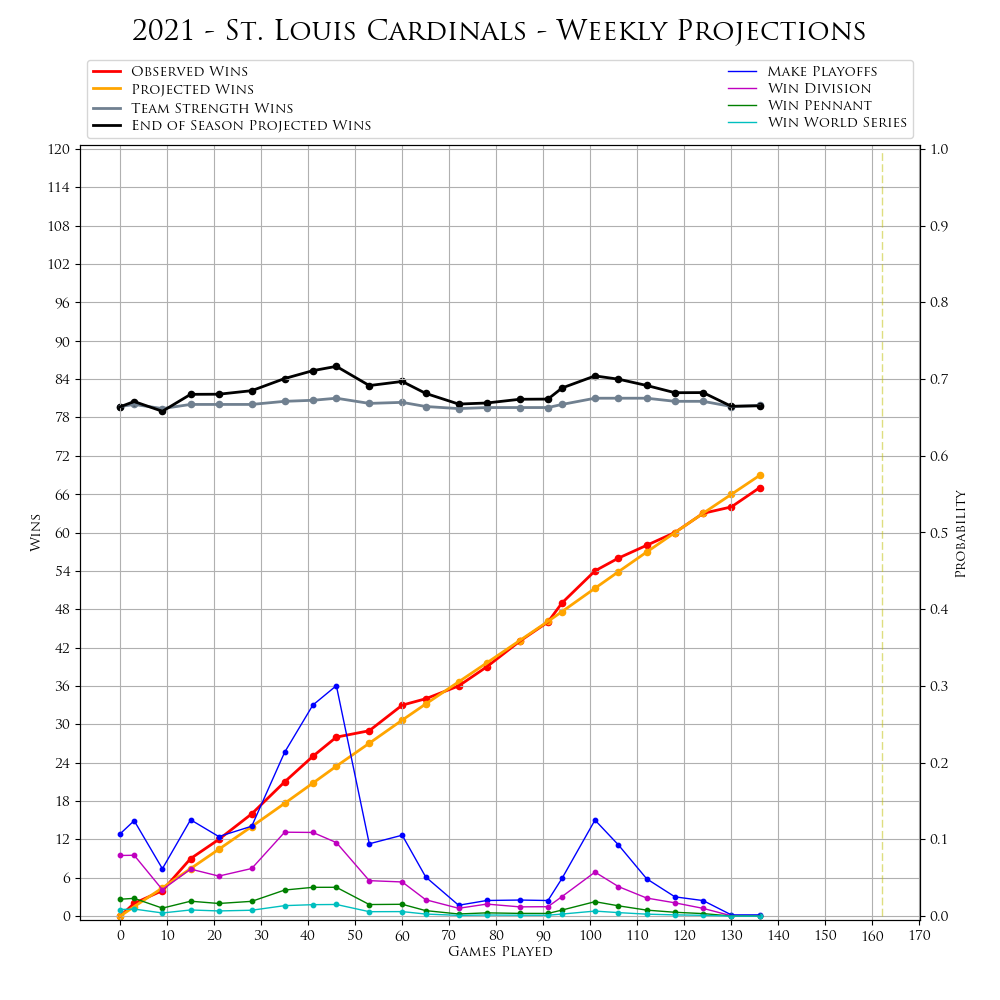 2021 - St. Louis Cardinals - Weekly Projections
Observed Wins
Projected Wins
Team Strength Wins
End of Season Projected Wins
Make Playoffs
Win Division
Win Pennant
Win World Series
120
114
108
102
96
90
84
78
72
66
60
54
48
42
36
30
24
18
12
6
0
Wins
1.0
0.9
0.8
0.7
0.6
0.5
0.4
0.3
0.2
0.1
0.0
Probability
0 10 20 30 40 50 60 70 80 90 100 110 120 130 140 150 160 170
Games Played